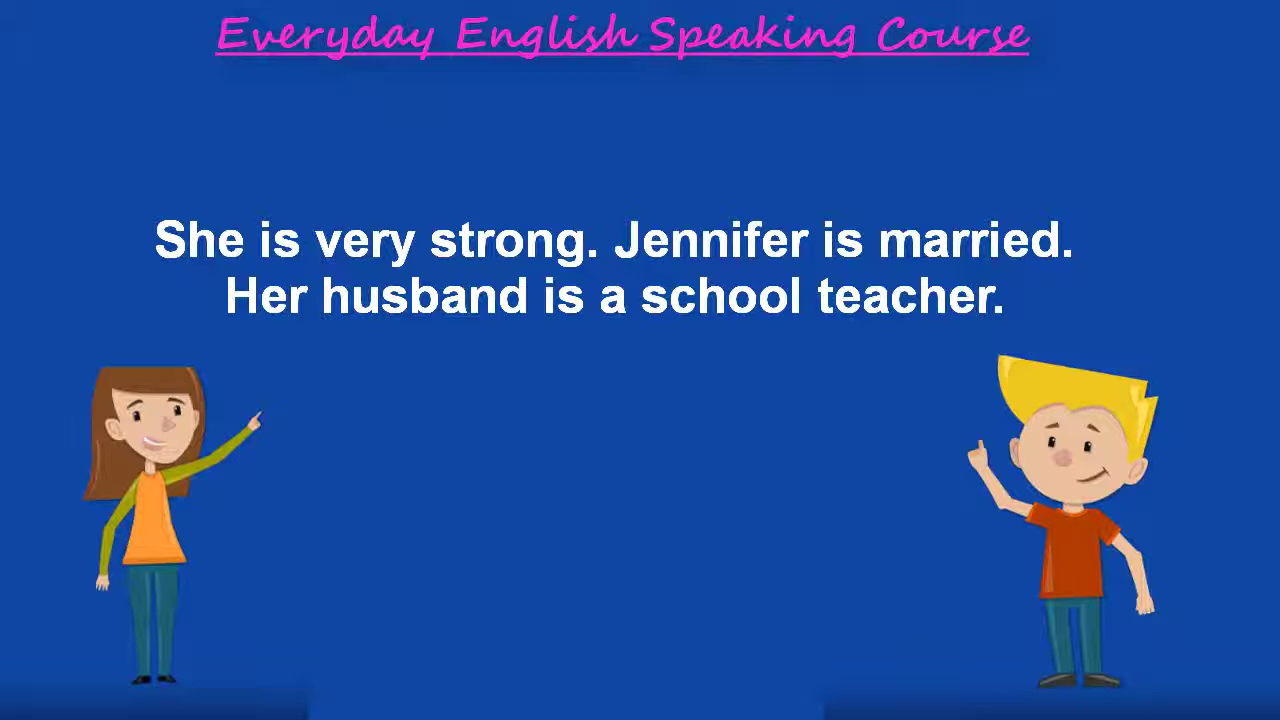 Everyday English Speaking Course
She is very strong. Jennifer is married.
Her husband is a school teacher.